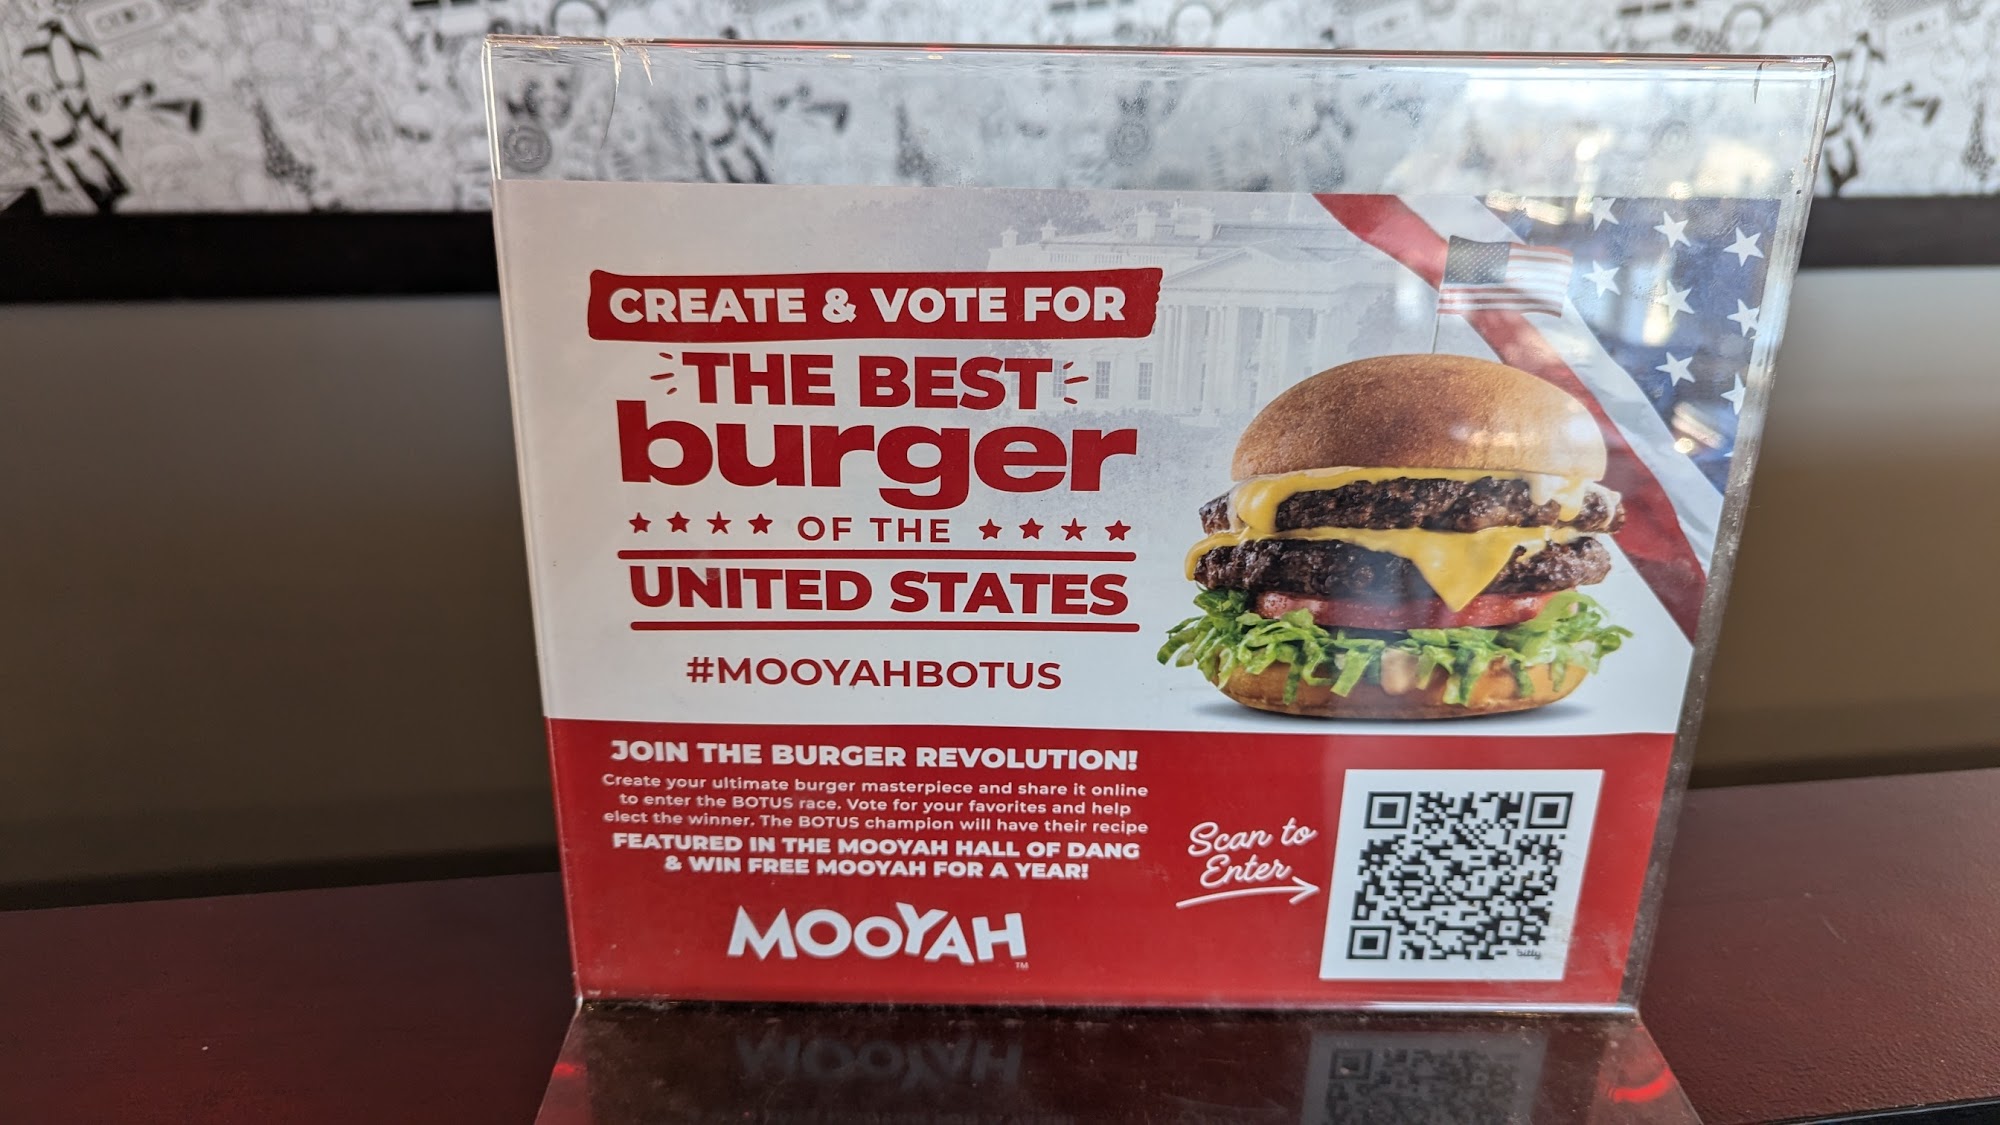 CREATE & VOTE FOR
THE BEST
burger
OF THE
UNITED STATES
#MOOYAHBOTUS
JOIN THE BURGER REVOLUTION!
Create your ultimate burger masterpiece and share it online
to enter the BOTUS race. Vote for your favorites and help
elect the winner. The BOTUS champion will have their recipe
FEATURED IN THE MOOYAH HALL OF DANG
& WIN FREE MOOYAH FOR A YEAR!
MOOYAH
TM
Scan to
Enter
bitly